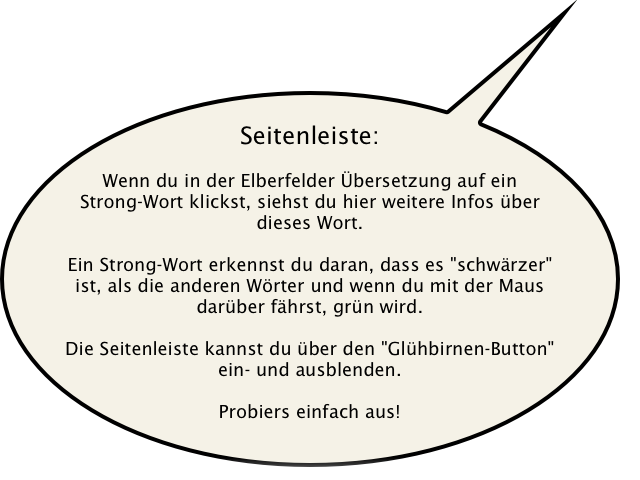 Seitenleiste:
Wenn du in der Elberfelder Übersetzung auf ein
Strong-Wort klickst, siehst du hier weitere Infos über
dieses Wort.
Ein Strong-Wort erkennst du daran, dass es "schwärzer"
ist, als die anderen Wörter und wenn du mit der Maus
darüber fährst, grün wird.
Die Seitenleiste kannst du über den "Glühbirnen-Button"
ein- und ausblenden.
Probiers einfach aus!